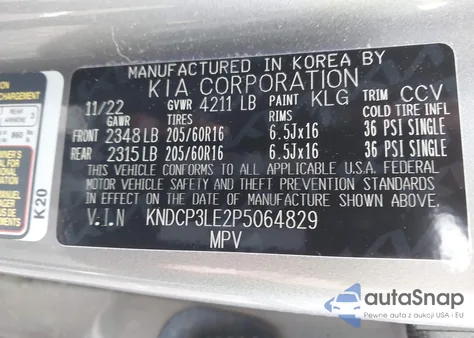 MANUFACTURED IN KOREA BY
KIA CORPORATION
11/22 GVWR 4211 LB PAINT KLG TRIM CCV
GAWR TIRES RIMS COLD TIRE INFL
FRONT 2348 LB 205/60R16 6.5Jx16 36 PSI SINGLE
REAR 2315 LB 205/60R16 6.5Jx16 36 PSI SINGLE
THIS VEHICLE CONFORMS TO ALL APPLICABLE U.S.A. FEDERAL
MOTOR VEHICLE SAFETY AND THEFT PREVENTION STANDARDS
IN EFFECT ON THE DATE OF MANUFACTURE SHOWN ABOVE.
V.I.N KNDCP3LE2P5064829
MPV
K20
autoSnap
Pewne auta z aukcji USA i EU